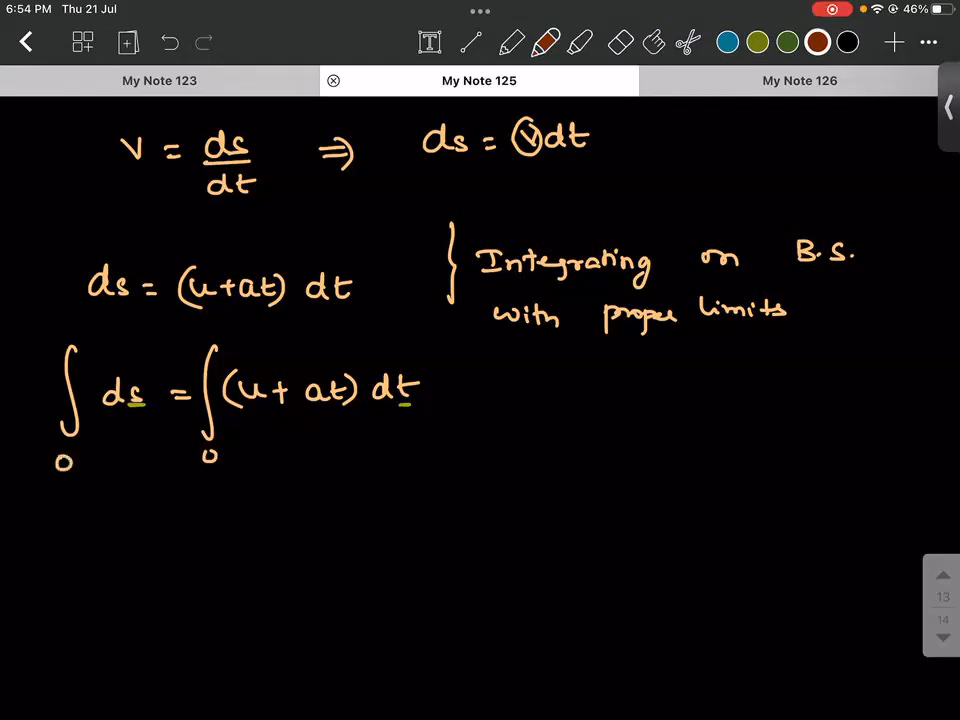 6:54 PM Thu 21 Jul
46%
My Note 123
My Note 125
My Note 126
v = ds/dt ⇒ ds = v dt
ds = (u+at) dt } Integrating on B.S.
with proper limits
∫₀ ds = ∫₀ (u + at) dt
13
14